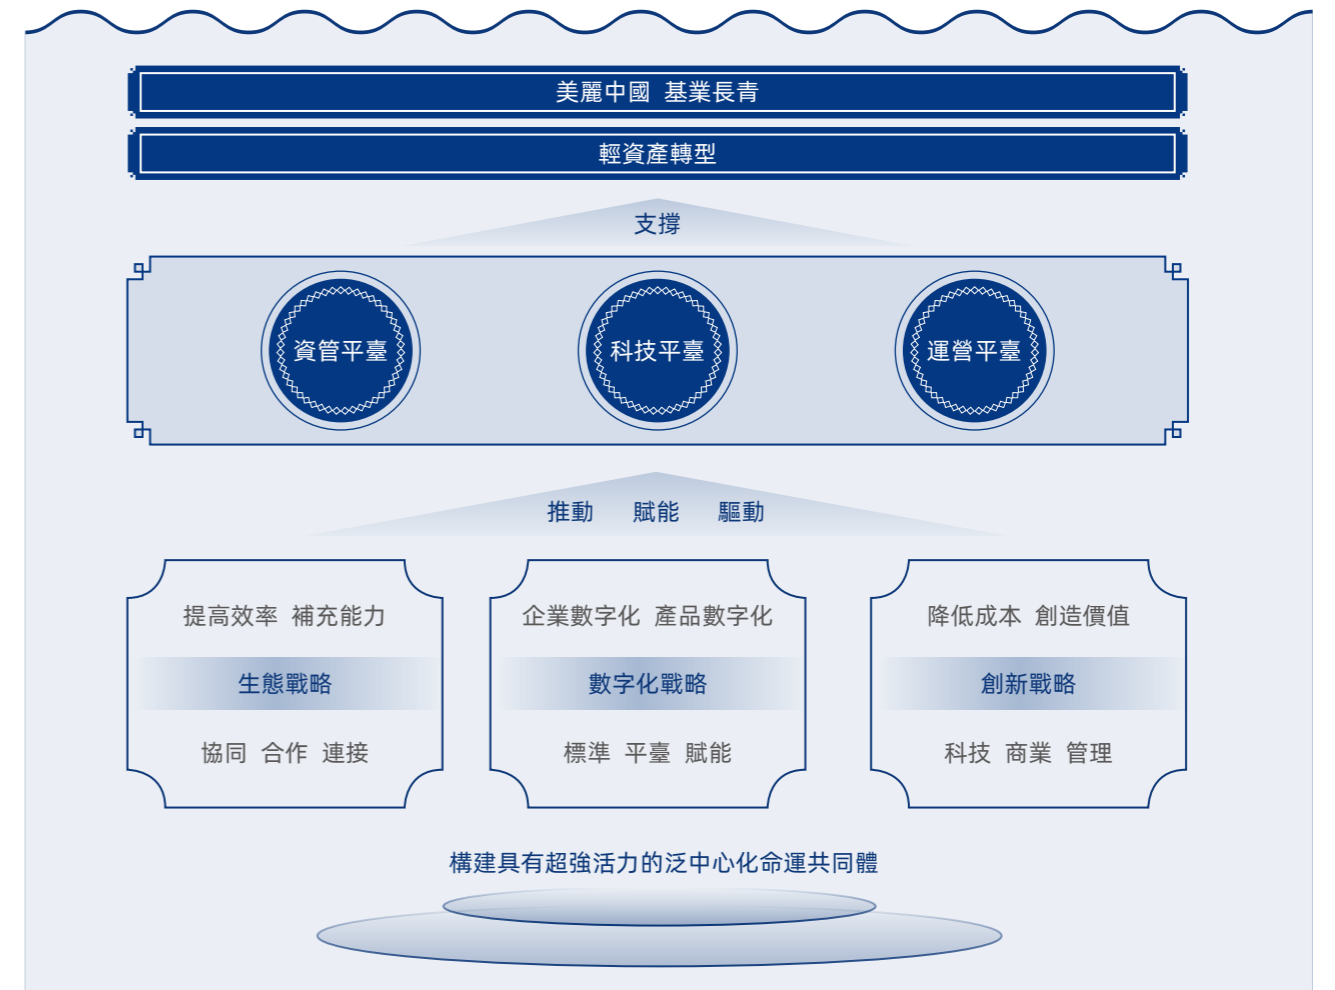 美麗中國 基業長青
輕資產轉型
支撐
資管平臺 科技平臺 運營平臺
推動 賦能 驅動
提高效率 補充能力
生態戰略
協同 合作 連接
企業數字化 產品數字化
數字化戰略
標準 平臺 賦能
降低成本 創造價值
創新戰略
科技 商業 管理
構建具有超強活力的泛中心化命運共同體